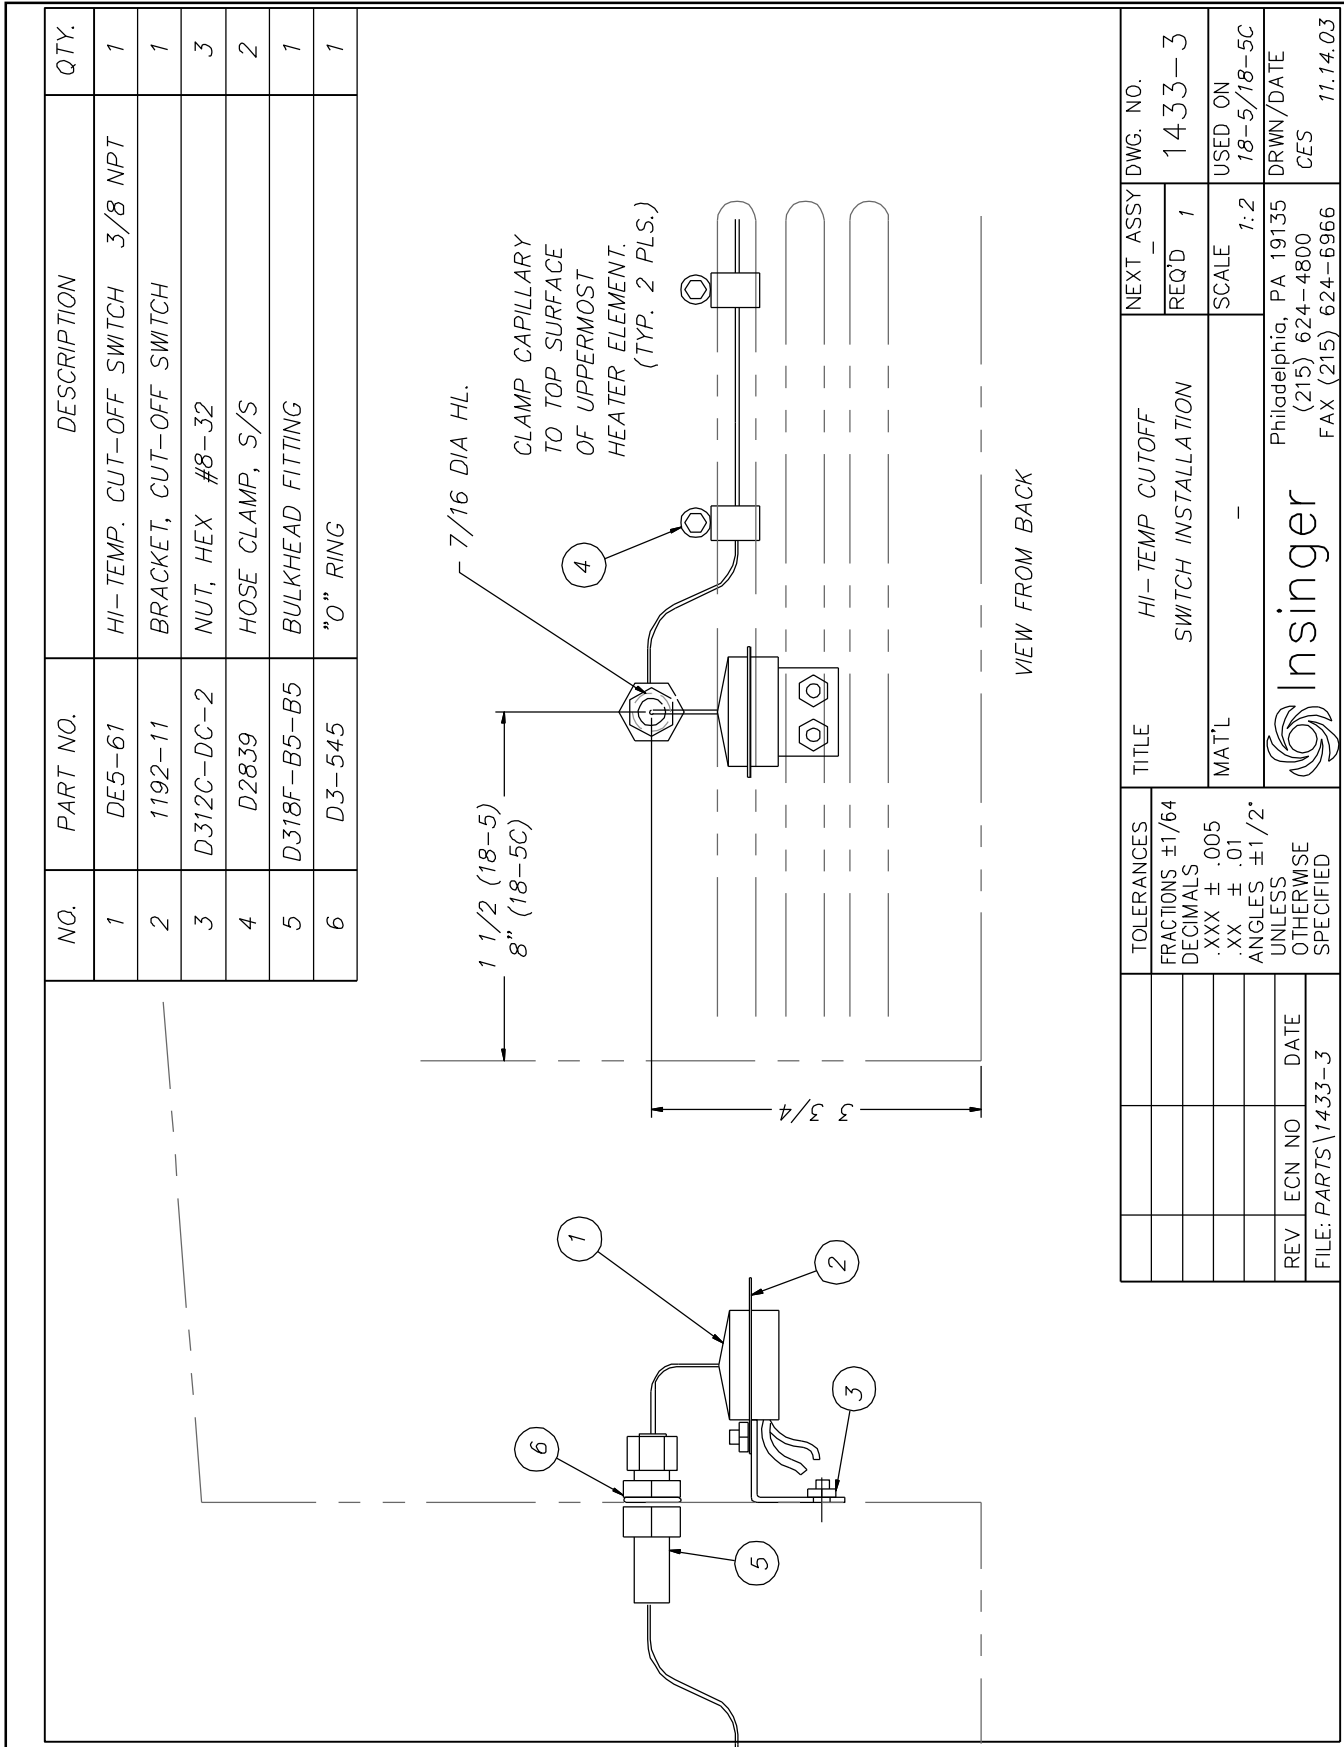 NO. PART NO. DESCRIPTION QTY.
1 DE5-61 HI-TEMP. CUT-OFF SWITCH 3/8 NPT 1
2 1192-11 BRACKET, CUT-OFF SWITCH 1
3 D312C-DC-2 NUT, HEX #8-32 3
4 D2839 HOSE CLAMP, S/S 2
5 D318F-B5-B5 BULKHEAD FITTING 1
6 D3-545 "O" RING 1
7/16 DIA HL.
CLAMP CAPILLARY
TO TOP SURFACE
OF UPPERMOST
HEATER ELEMENT.
(TYP. 2 PLS.)
1 1/2 (18-5)
8" (18-5C)
3 3/4
4
1
2
3
6
5
VIEW FROM BACK
REV ECN NO DATE
FILE: PARTS\1433-3
TOLERANCES
FRACTIONS ±1/64
DECIMALS
.XXX ± .005
.XX ± .01
ANGLES ±1/2°
UNLESS
OTHERWISE
SPECIFIED
TITLE
HI-TEMP CUTOFF
SWITCH INSTALLATION
MAT'L
-
NEXT ASSY
-
REQ'D 1
SCALE
1:2
DWG. NO.
1433-3
USED ON
18-5/18-5C
Insinger
Philadelphia, PA 19135
(215) 624-4800
FAX (215) 624-6966
DRWN/DATE
CES 11.14.03